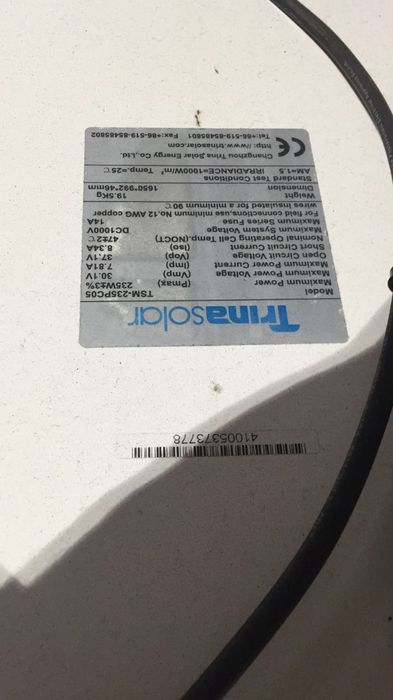 Trinasolar
Model TSM-235PC05
Maximum Power (Pmax) 235W±3%
Maximum Power Voltage (Vmp) 30.1V
Maximum Power Current (Imp) 7.81A
Open Circuit Voltage (Vop) 37.1V
Short Circuit Current (Iso) 8.34A
Nominal Operating Cell Temp.(NOCT) 47±2℃
Maximum System Voltage DC1000V
Maximum Series Fuse 14A
For field connections,use minimum No.12 AWG copper
wires insulated for a minimum 90℃
Weight 19.5Kg
Dimension 1650*992*46mm
Standard Test Conditions
AM=1.5 IRRADIANCE=1000W/m² Temp.=25℃
Changzhou Trina Solar Energy Co.,Ltd.
http://www.trinasolar.com
Tel:+86-519-85485801 Fax:+86-519-85485802
CE
41005373778